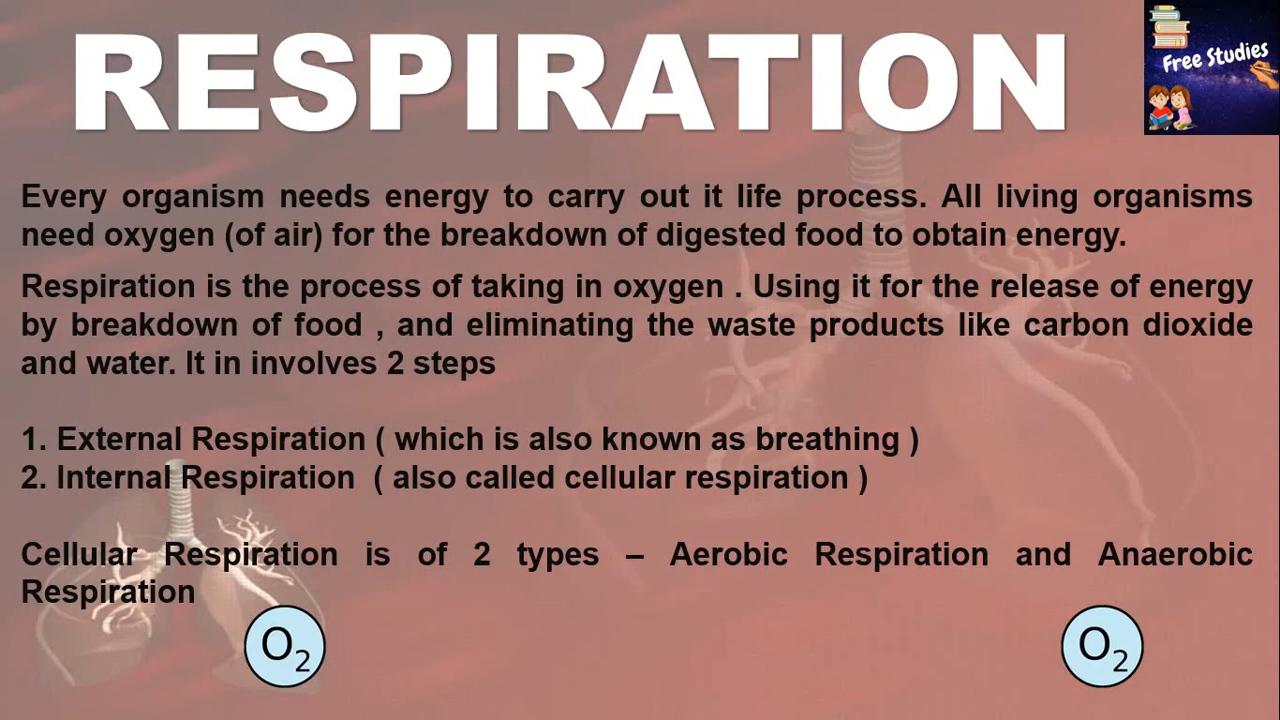 RESPIRATION
Free Studies
Every organism needs energy to carry out it life process. All living organisms
need oxygen (of air) for the breakdown of digested food to obtain energy.
Respiration is the process of taking in oxygen . Using it for the release of energy
by breakdown of food , and eliminating the waste products like carbon dioxide
and water. It in involves 2 steps
1. External Respiration ( which is also known as breathing )
2. Internal Respiration ( also called cellular respiration )
Cellular Respiration is of 2 types – Aerobic Respiration and Anaerobic
Respiration
O₂
O₂